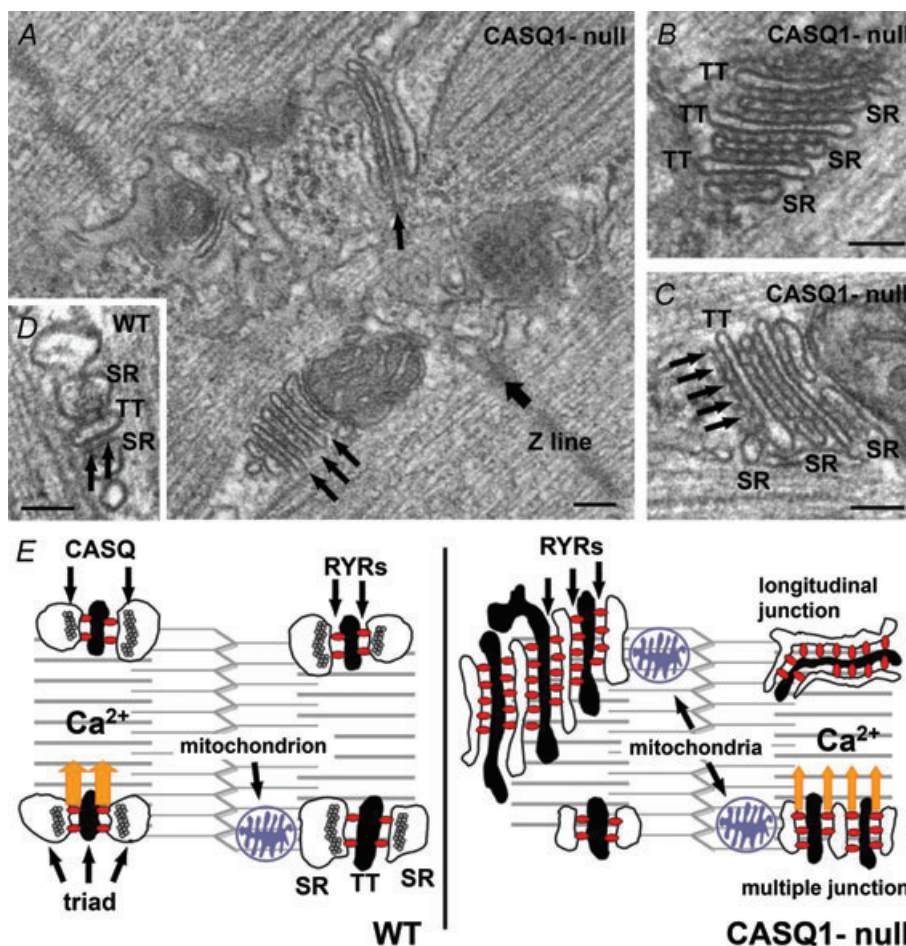 A
CASQ1- null
B
CASQ1- null
TT
SR
TT
TT
SR
SR
C
CASQ1- null
TT
SR
SR
SR
D
WT
SR
TT
SR
Z line
E
CASQ
RYRs
Ca2+
mitochondrion
triad
SR
TT
SR
WT
RYRs
longitudinal
junction
mitochondria
Ca2+
multiple junction
CASQ1- null